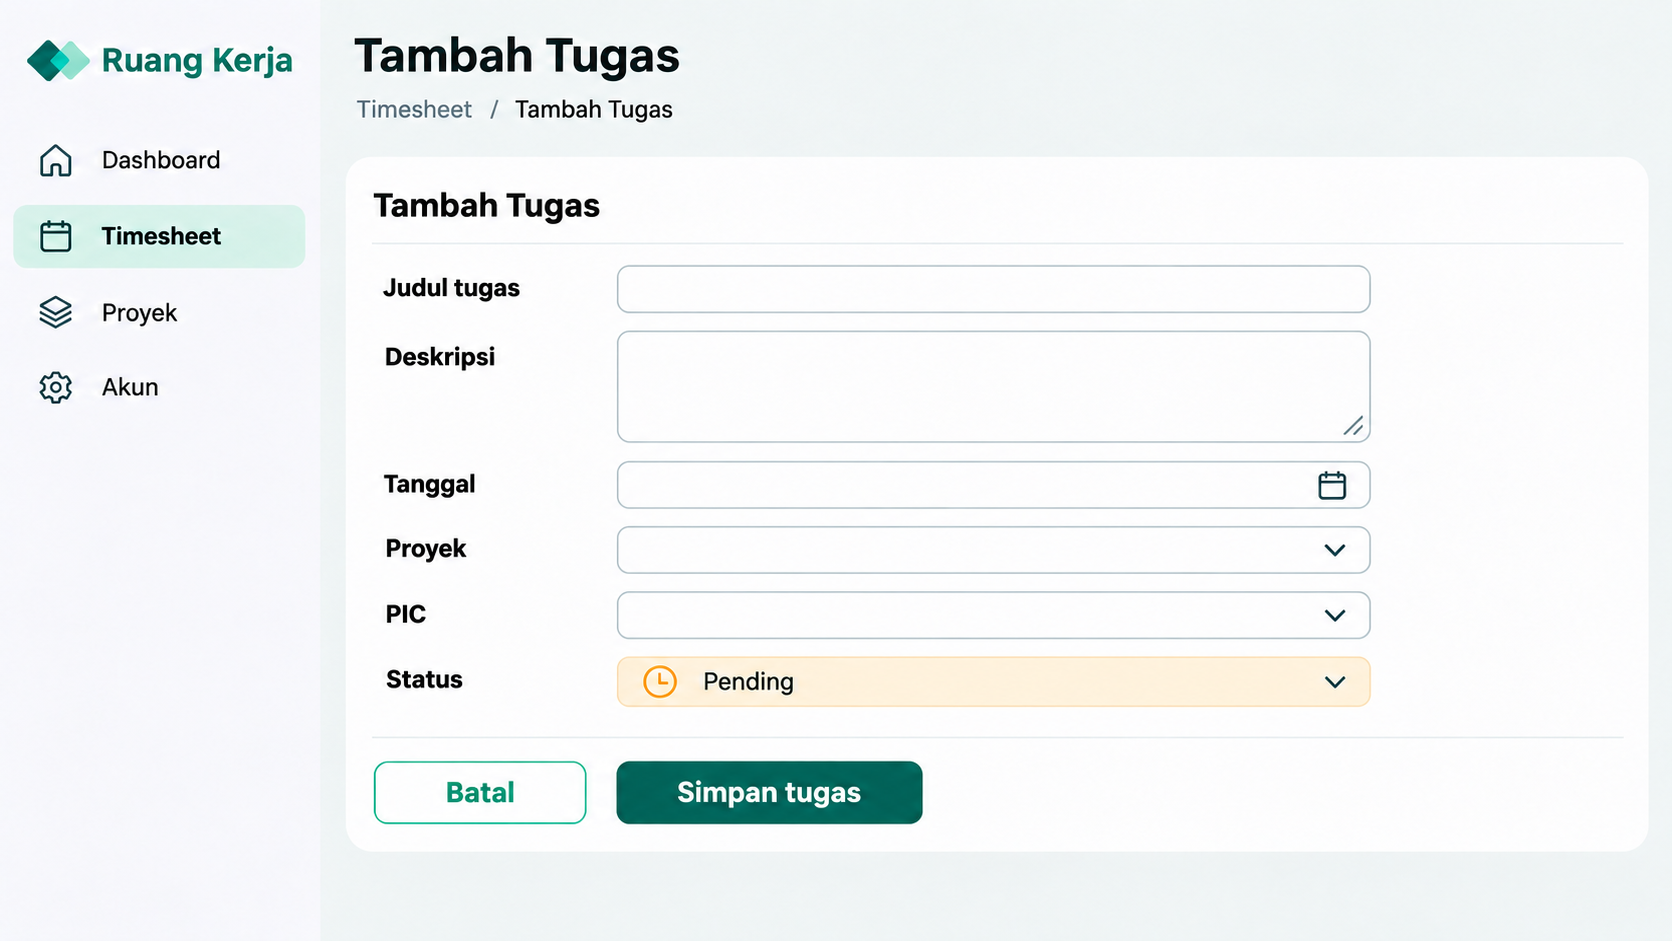 Ruang Kerja
Dashboard
Timesheet
Proyek
Akun
Tambah Tugas
Timesheet / Tambah Tugas
Tambah Tugas
Judul tugas
Deskripsi
Tanggal
Proyek
PIC
Status
Pending
Batal
Simpan tugas